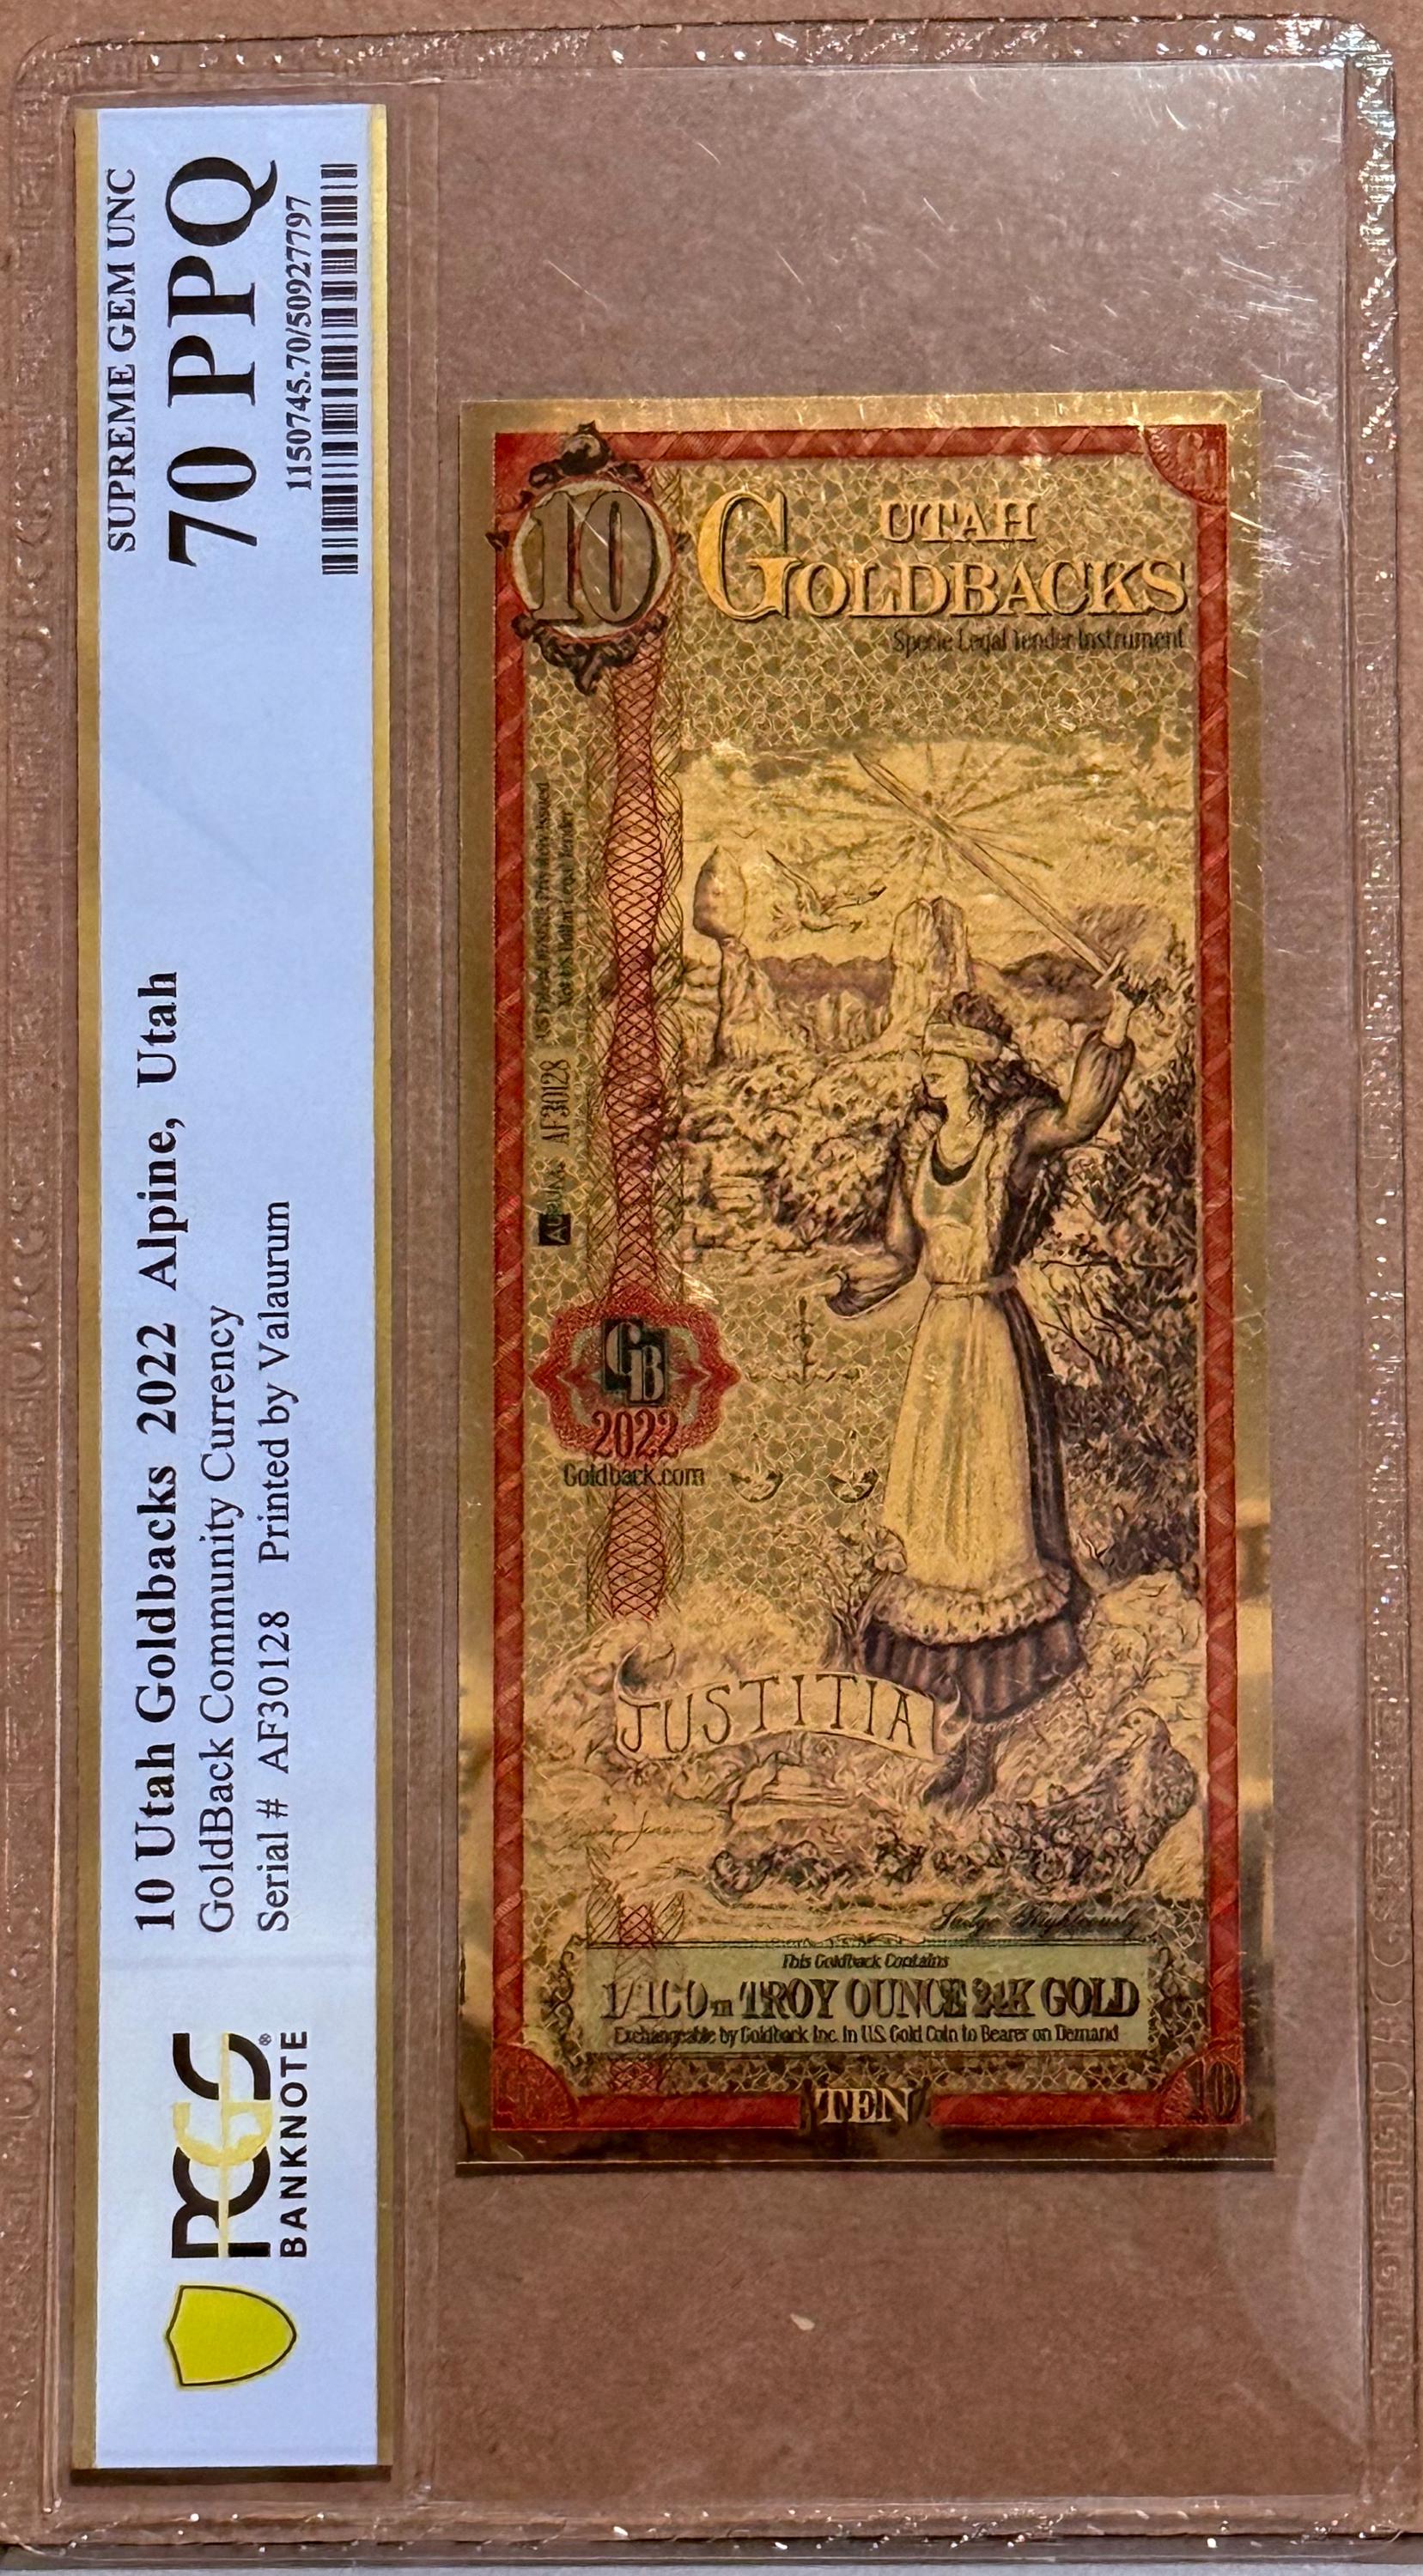 SUPREME GEM UNC
70 PPQ
1150745.70/50927797
10 Utah Goldbacks 2022 Alpine, Utah
GoldBack Community Currency
Serial # AF30128 Printed by Valaurum
PCGS®
BANKNOTE
10
UTAH
GOLDBACKS
Specie Legal Tender Instrument
AURUM® AF30128
GB
2022
Goldback.com
JUSTITIA
This Goldback Contains
1/100th TROY OUNCE 24K GOLD
Exchangeable by Goldback Inc. in U.S. Gold Coin to Bearer on Demand
TEN
10